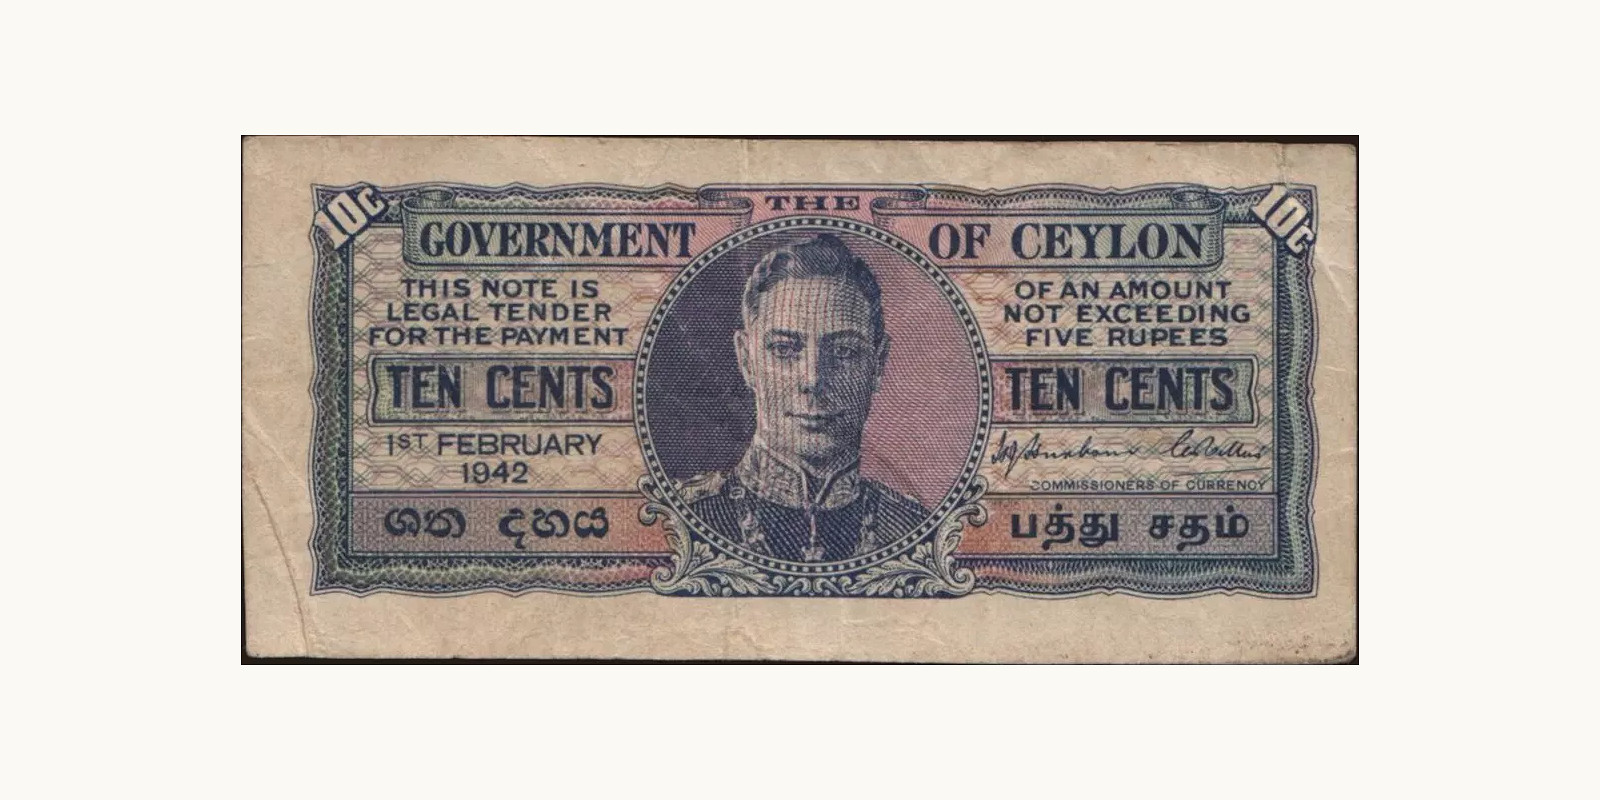 10c
10c
THE
GOVERNMENT OF CEYLON
THIS NOTE IS
LEGAL TENDER
FOR THE PAYMENT
OF AN AMOUNT
NOT EXCEEDING
FIVE RUPEES
TEN CENTS
TEN CENTS
1ST FEBRUARY
1942
COMMISSIONERS OF CURRENCY
ශත දහය
பத்து சதம்